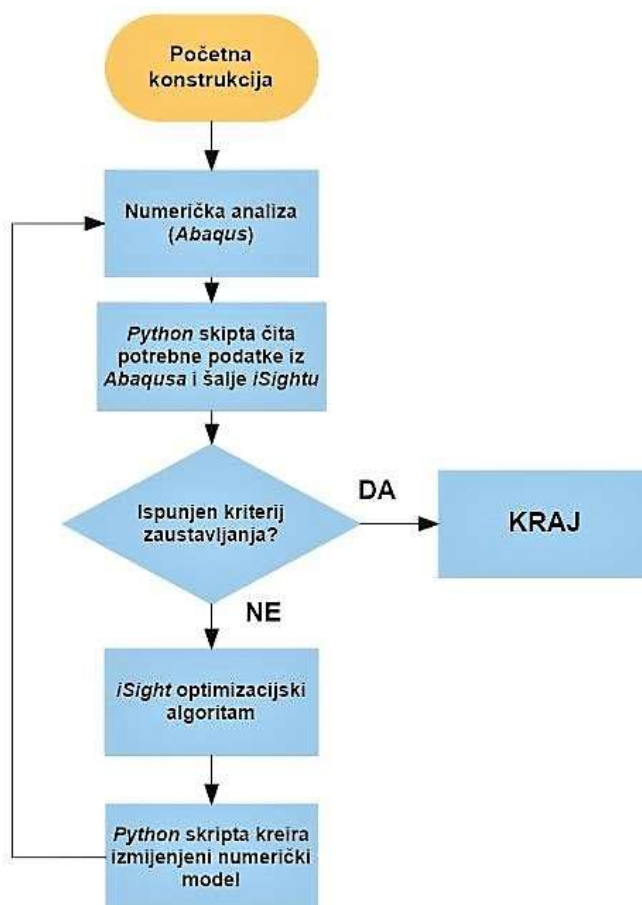 Početna
konstrukcija
Numerička analiza
(Abaqus)
Python skipta čita
potrebne podatke iz
Abaqusa i šalje iSightu
Ispunjen kriterij
zaustavljanja?
DA
KRAJ
NE
iSight optimizacijski
algoritam
Python skripta kreira
izmijenjeni numerički
model